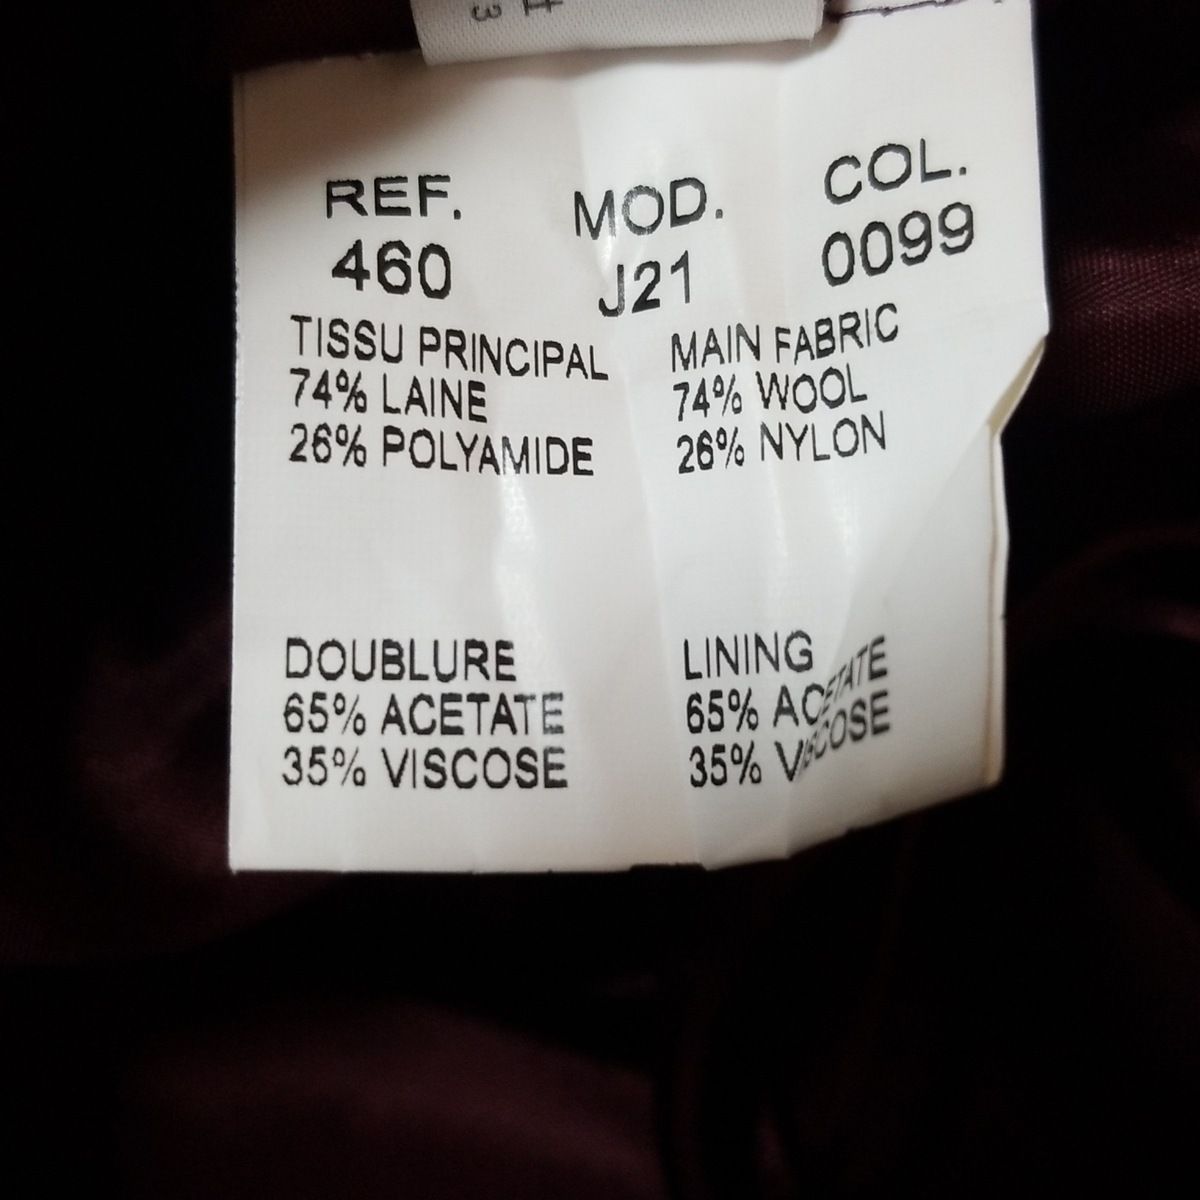 REF. MOD. COL.
460 J21 0099
TISSU PRINCIPAL MAIN FABRIC
74% LAINE 74% WOOL
26% POLYAMIDE 26% NYLON
DOUBLURE LINING
65% ACETATE 65% ACETATE
35% VISCOSE 35% VISCOSE